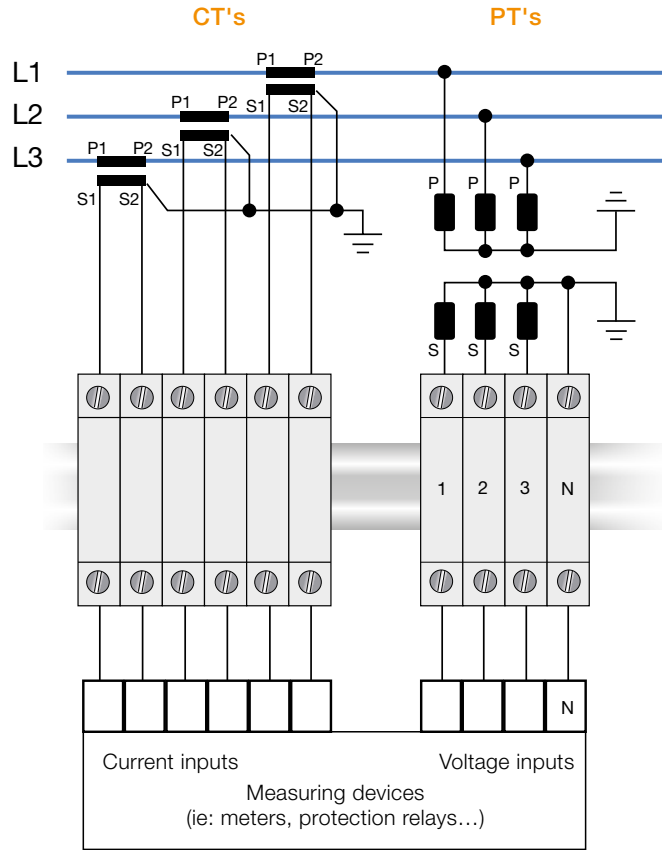 CT's
PT's
P1 P2
L1
S1 S2
P1 P2
L2
P1 P2
S1 S2
L3
S1 S2
P P P
S S S
1 2 3 N
N
Current inputs
Voltage inputs
Measuring devices
(ie: meters, protection relays…)